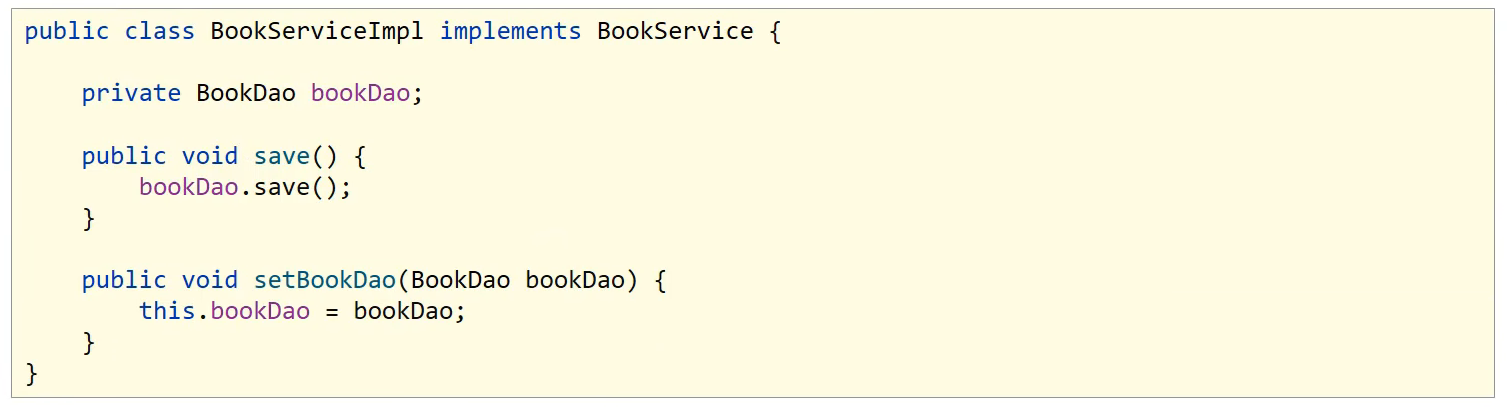 public class BookServiceImpl implements BookService {
    private BookDao bookDao;
    public void save() {
        bookDao.save();
    }
    public void setBookDao(BookDao bookDao) {
        this.bookDao = bookDao;
    }
}